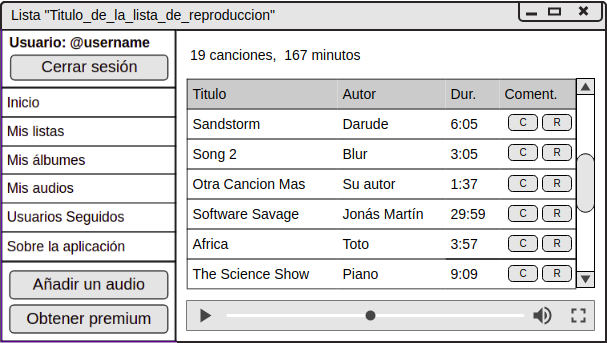 Lista "Titulo_de_la_lista_de_reproduccion"
Usuario: @username
Cerrar sesión
Inicio
Mis listas
Mis álbumes
Mis audios
Usuarios Seguidos
Sobre la aplicación
Añadir un audio
Obtener premium
19 canciones, 167 minutos
Titulo Autor Dur. Coment.
Sandstorm Darude 6:05 C R
Song 2 Blur 3:05 C R
Otra Cancion Mas Su autor 1:37 C R
Software Savage Jonás Martín 29:59 C R
Africa Toto 3:57 C R
The Science Show Piano 9:09 C R